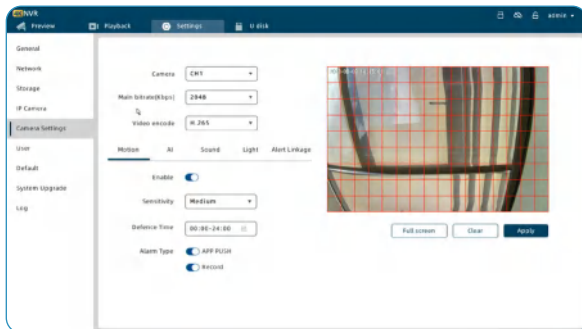 NVR
Preview Playback Settings U disk admin
General
Network
Storage
IP Camera
Camera Settings
User
Default
System Upgrade
Log
Camera CH1
Main bitrate(Kbps) 2048
Video encode H.265
Motion AI Sound Light Alert Linkage
Enable
Sensitivity Medium
Defence Time 00:00-24:00
Alarm Type APP PUSH
Record
Full screen Clear Apply